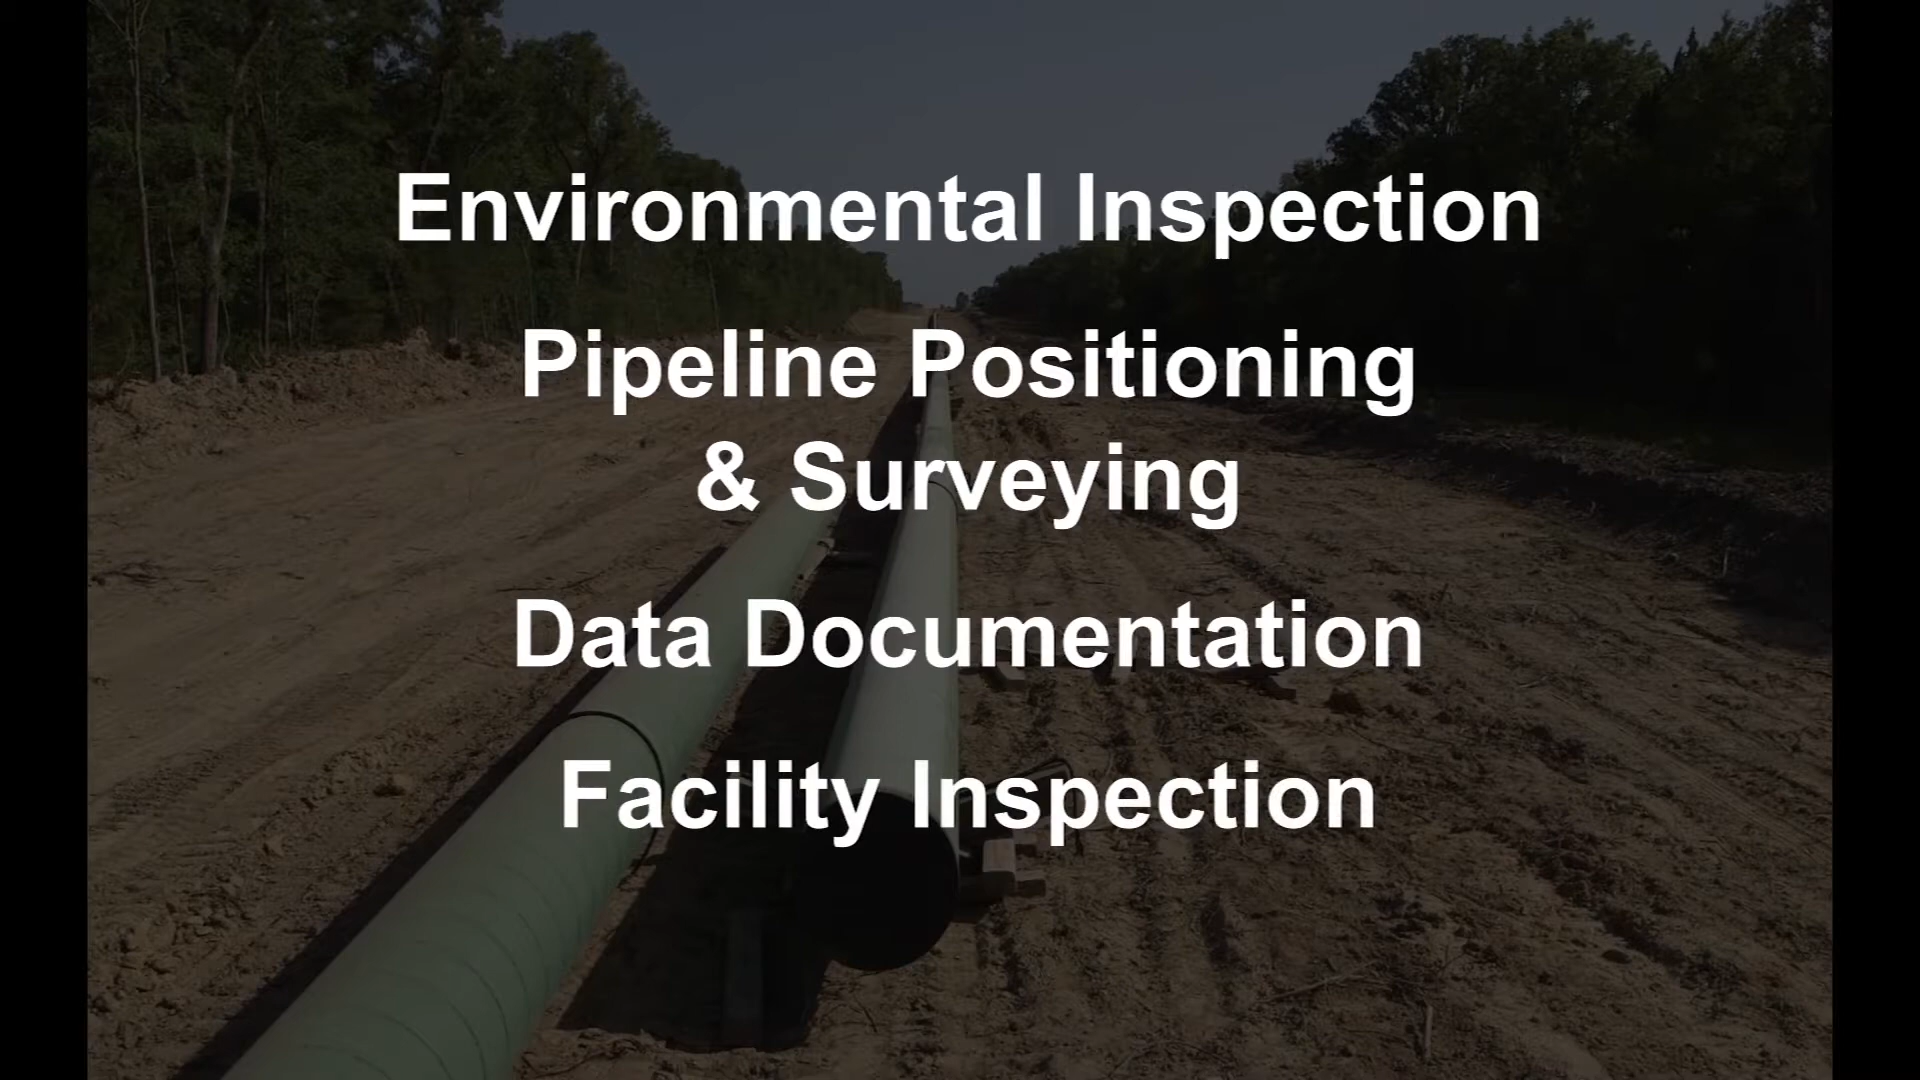 Environmental Inspection
Pipeline Positioning
& Surveying
Data Documentation
Facility Inspection